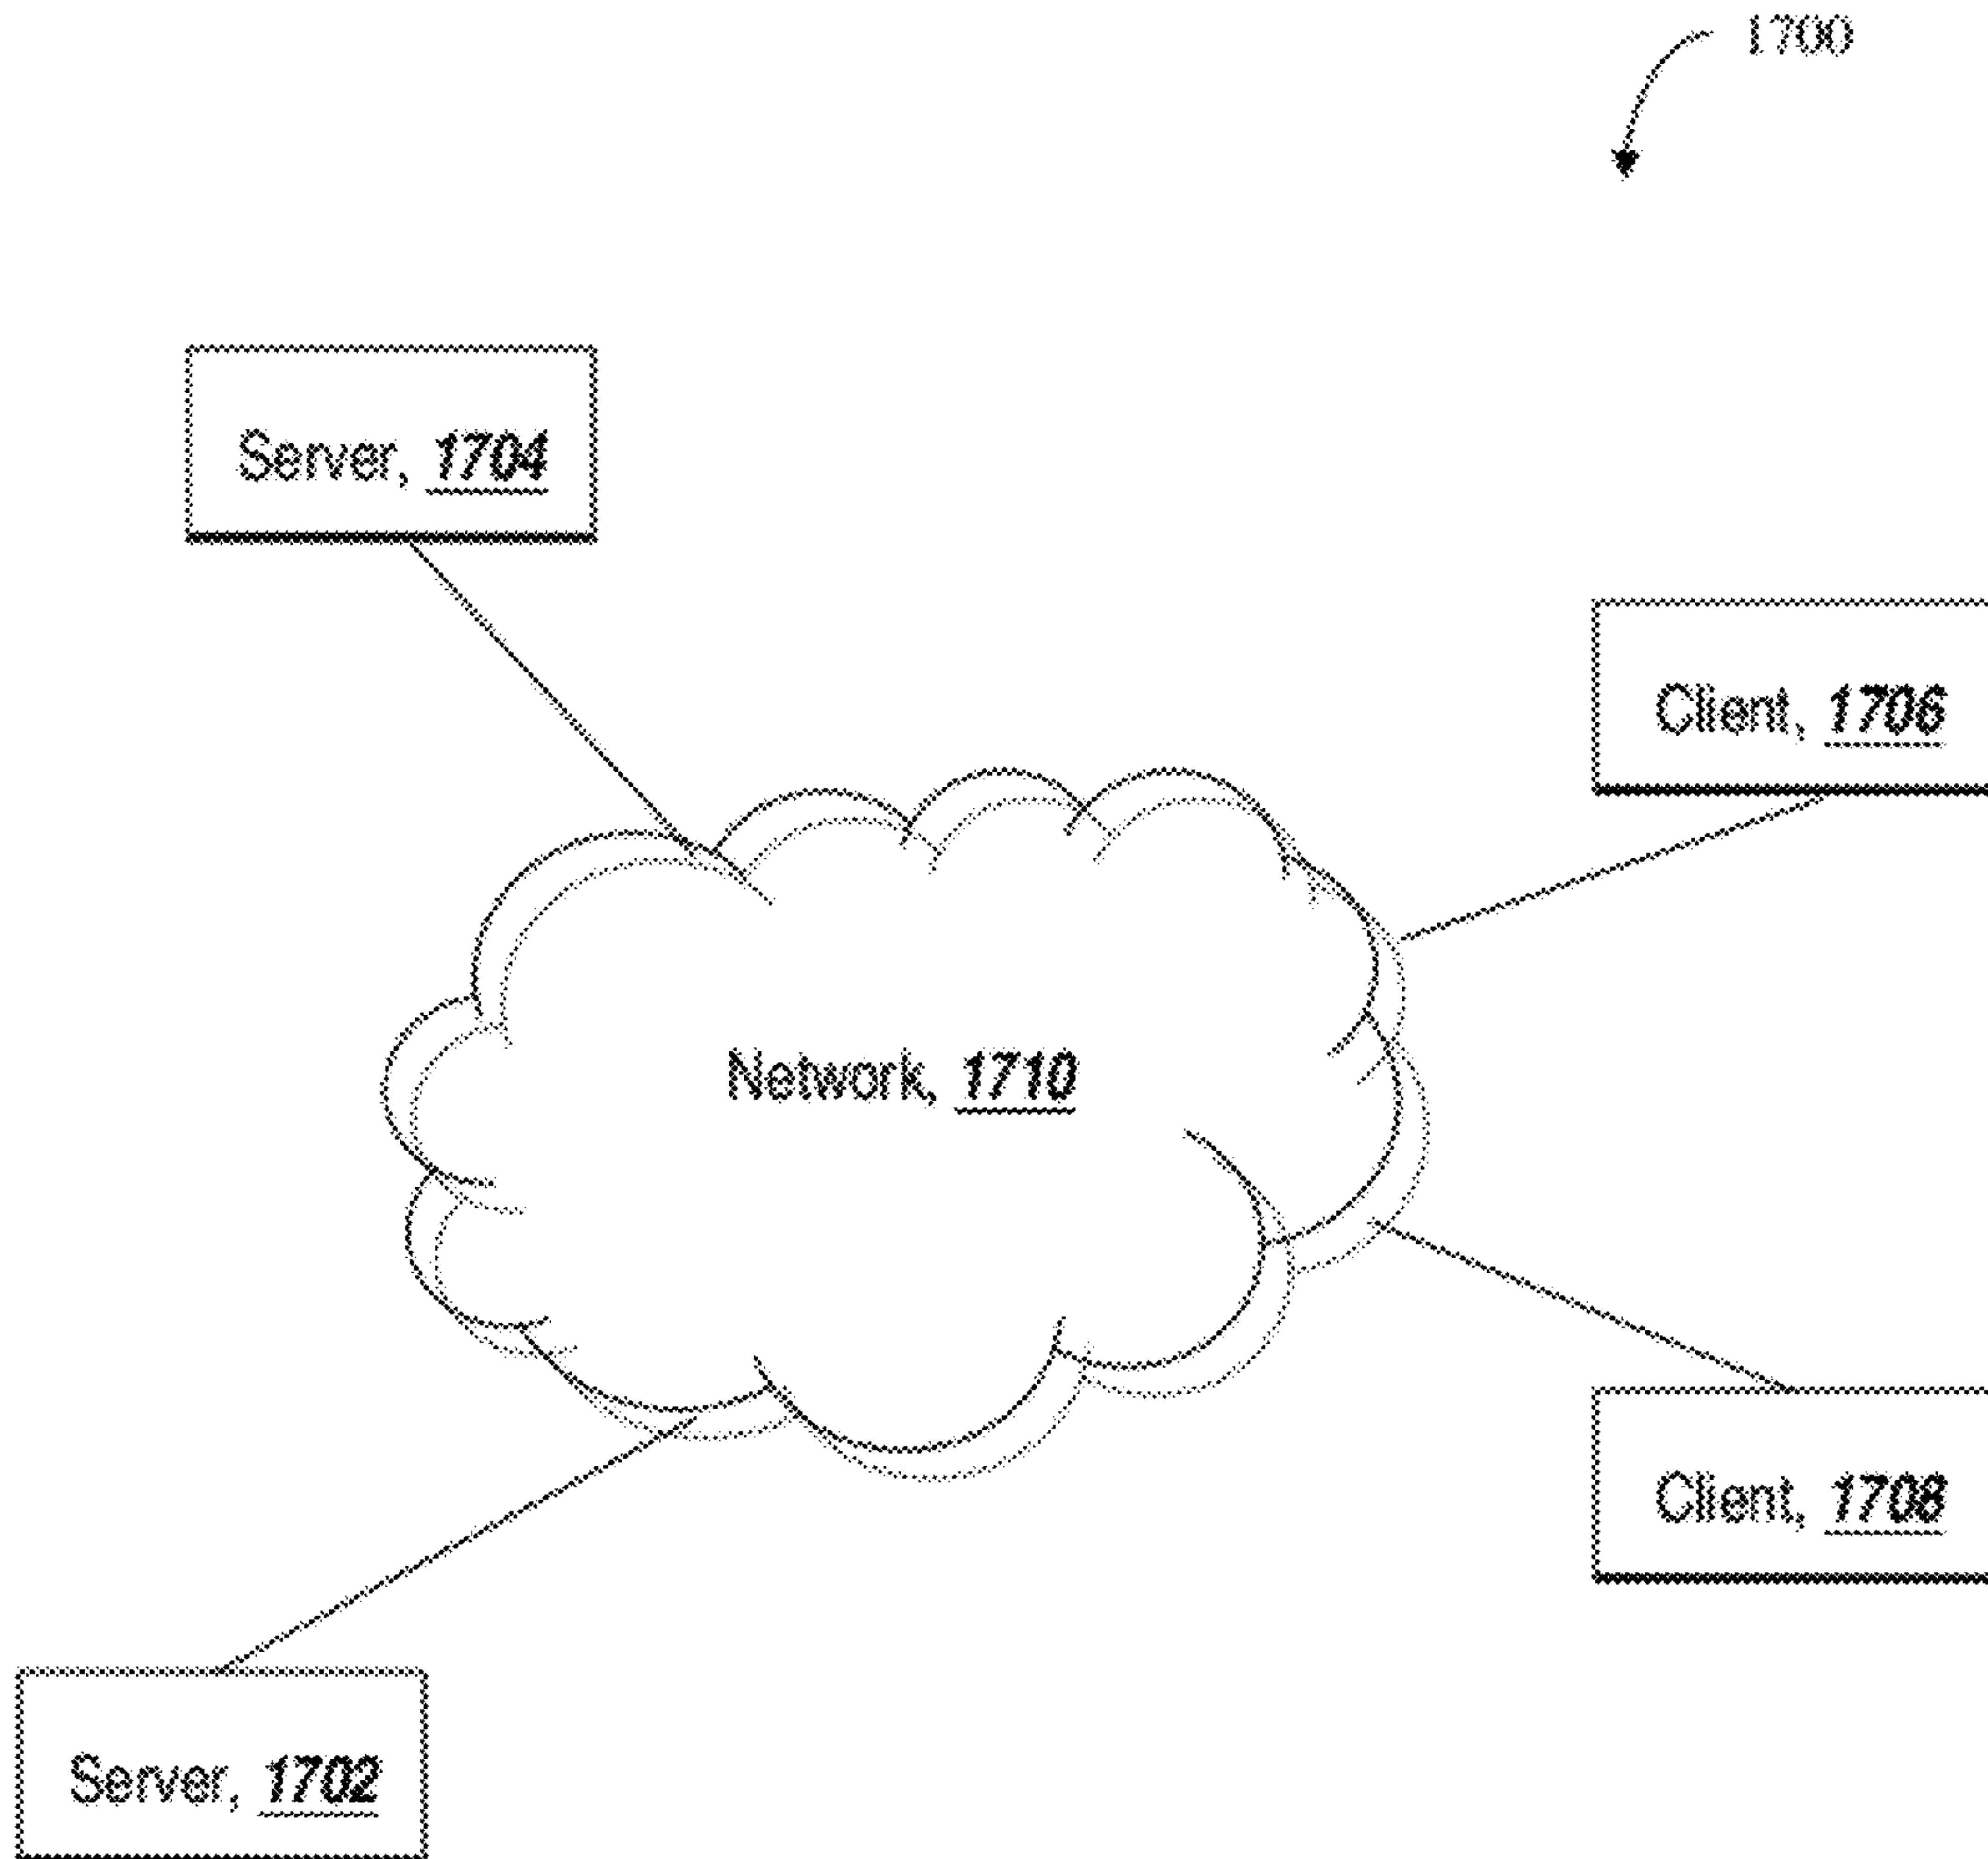 1700
Server, 1704
Client, 1706
Network, 1710
Client, 1708
Server, 1702